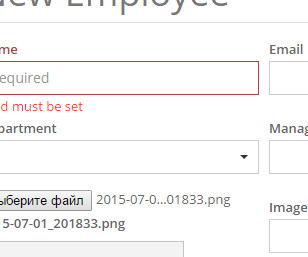 New Employee
me Email
equired
d must be set
partment Manag
ыберите файл 2015-07-0...01833.png
5-07-01_201833.png Image